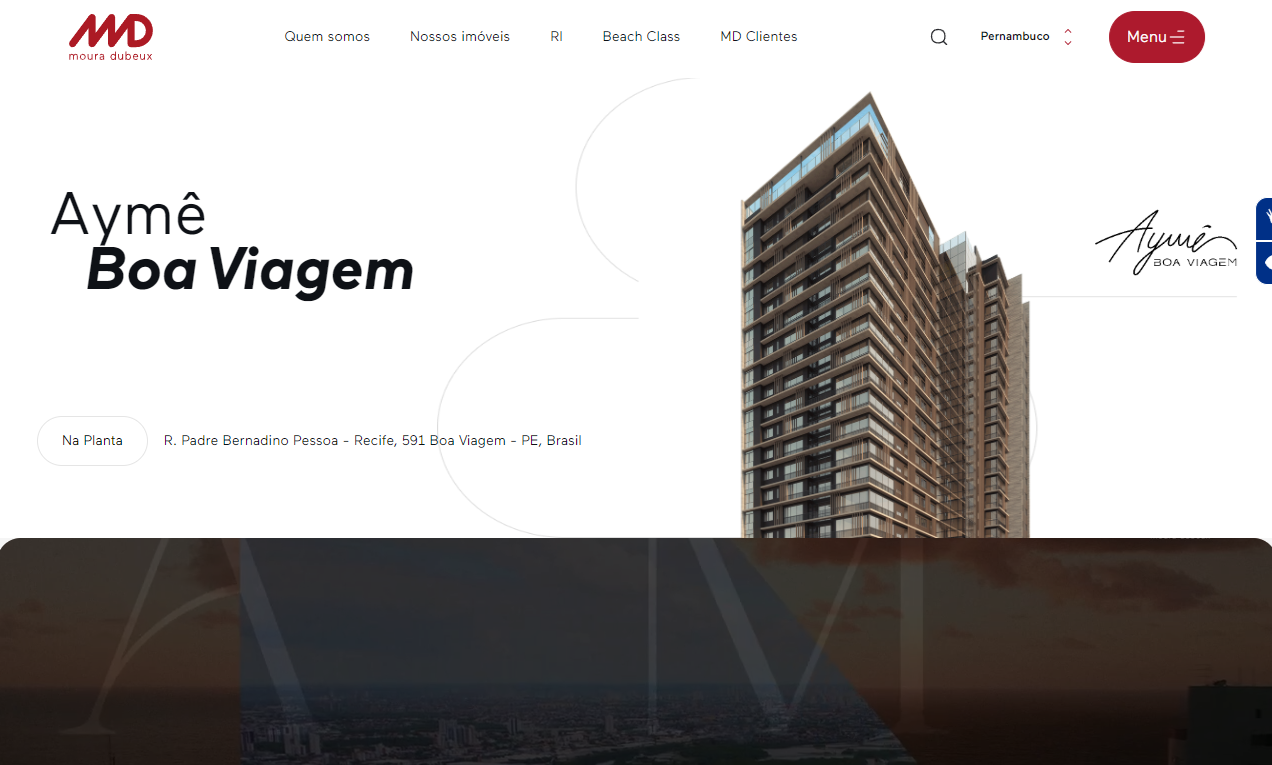 moura dubeux
Quem somos
Nossos imóveis
RI
Beach Class
MD Clientes
Pernambuco
Menu
Aymê
Boa Viagem
Aymê
BOA VIAGEM
Na Planta
R. Padre Bernadino Pessoa - Recife, 591 Boa Viagem - PE, Brasil
A M